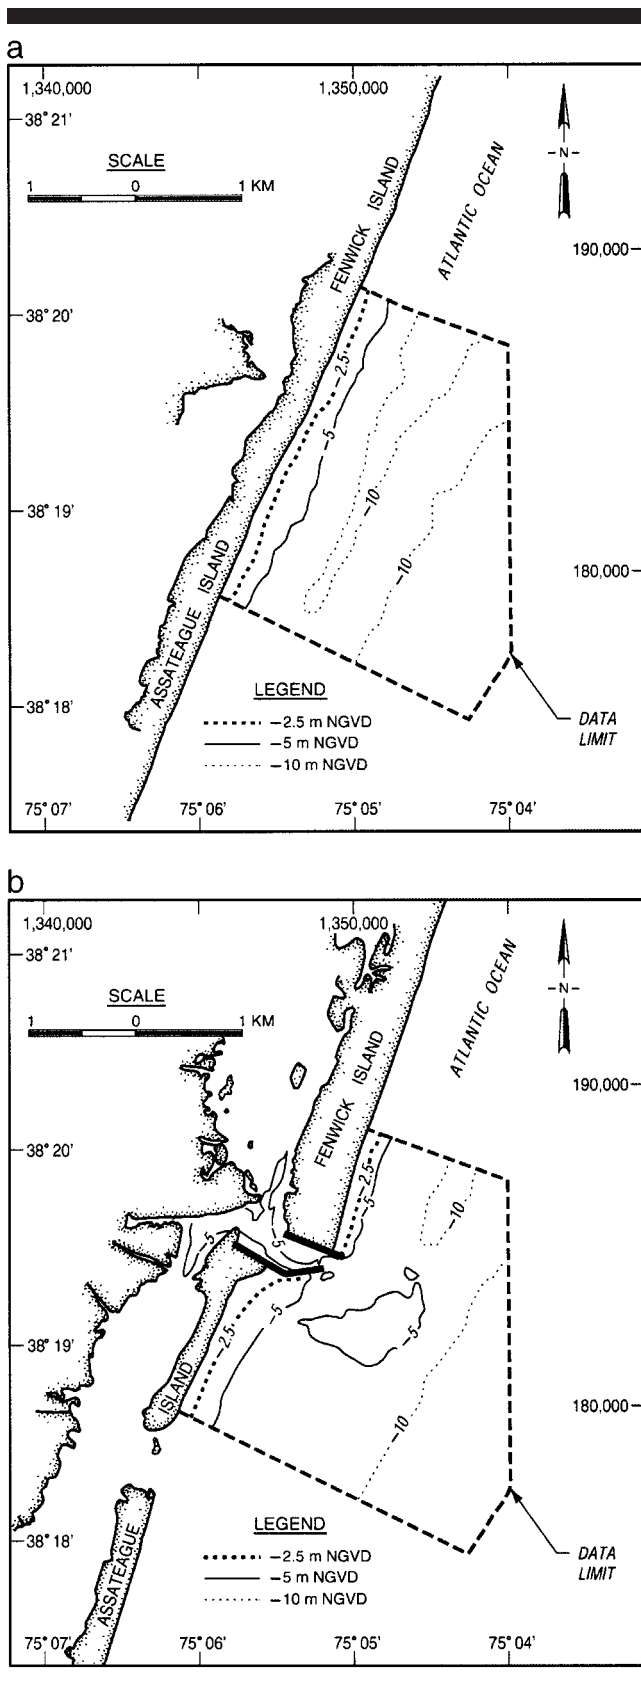 a
1,340,000 1,350,000
38° 21'
SCALE
1 0 1 KM
N
FENWICK ISLAND
ATLANTIC OCEAN
190,000
38° 20'
-2.5
-5
38° 19'
-10
-10
180,000
ASSATEAGUE ISLAND
38° 18'
LEGEND
-2.5 m NGVD
-5 m NGVD
-10 m NGVD
DATA
LIMIT
75° 07' 75° 06' 75° 05' 75° 04'
b
1,340,000 1,350,000
38° 21'
SCALE
1 0 1 KM
N
FENWICK ISLAND
ATLANTIC OCEAN
190,000
38° 20'
-2.5
-5
-10
-5
-5
-2.5
-5
-5
38° 19'
ISLAND
-10
180,000
38° 18'
ASSATEAGUE
LEGEND
-2.5 m NGVD
-5 m NGVD
-10 m NGVD
DATA
LIMIT
75° 07' 75° 06' 75° 05' 75° 04'